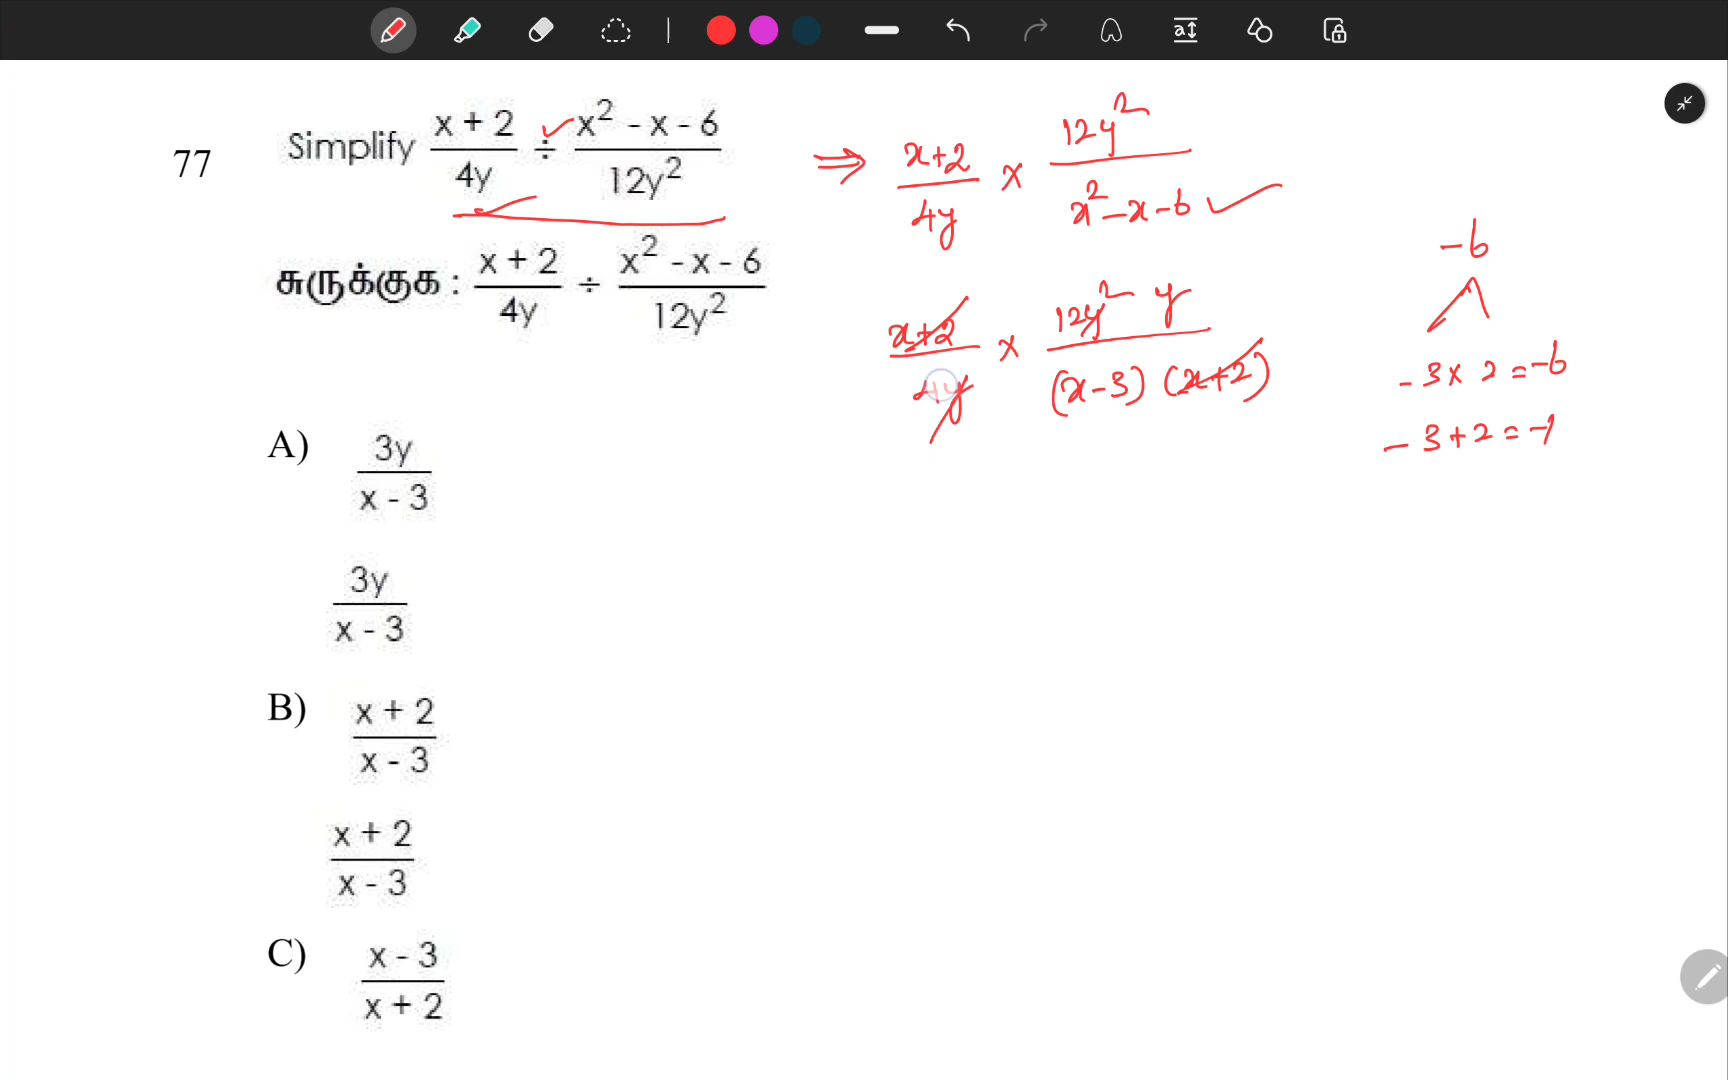 77 Simplify (x + 2)/(4y) ÷ (x² - x - 6)/(12y²)
⇒ (x+2)/(4y) × (12y²)/(x²-x-6) ✓
சுருக்குக : (x + 2)/(4y) ÷ (x² - x - 6)/(12y²)
(x+2)/(4y) × (12y² y)/((x-3)(x+2))
-6
-3 × 2 = -6
-3 + 2 = -1
A) (3y)/(x - 3)
(3y)/(x - 3)
B) (x + 2)/(x - 3)
(x + 2)/(x - 3)
C) (x - 3)/(x + 2)